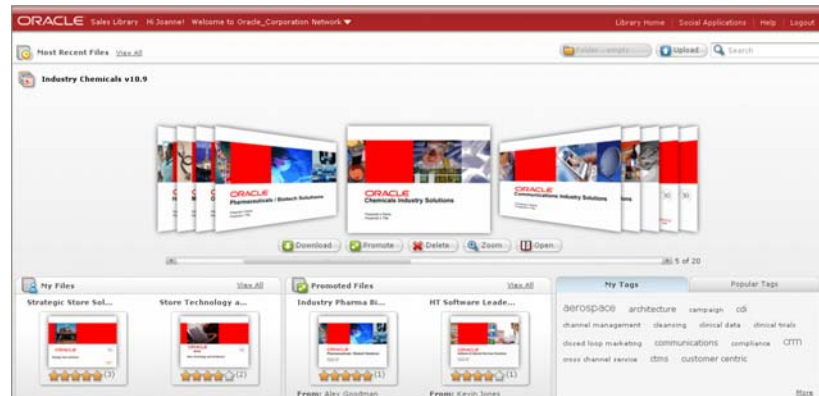 ORACLE Sales Library Hi Joanne! Welcome to Oracle_Corporation Network
Library Home Social Applications Help Logout
Most Recent Files View All
Upload
Search
Industry Chemicals v10.9
ORACLE
Pharmaceuticals / Biotech Solutions
ORACLE
Chemicals Industry Solutions
ORACLE
Communications Industry Solutions
Download Promote Delete Zoom Open
5 of 20
My Files View All
Promoted Files View All
My Tags Popular Tags
Strategic Store Sol... Store Technology a...
Industry Pharma Bi... HT Software Leade...
(3) (2) (1) (1)
From: Alex Goodman From: Kevin Jones
aerospace architecture campaign cdi
channel management cleansing clinical data clinical trials
closed loop marketing communications compliance crm
cross channel service ctms customer centric
More